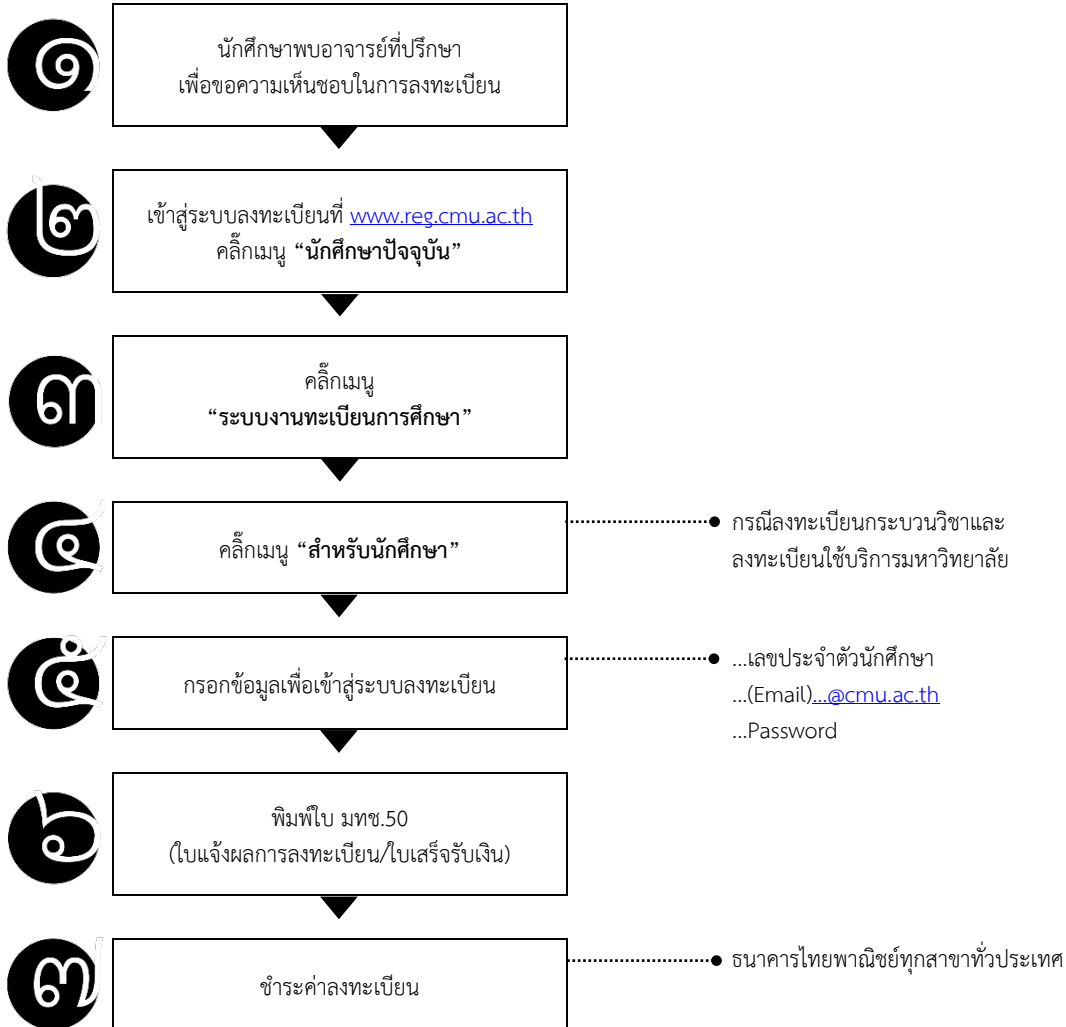 ๑
นักศึกษาพบอาจารย์ที่ปรึกษา
เพื่อขอความเห็นชอบในการลงทะเบียน
๒
เข้าสู่ระบบลงทะเบียนที่ www.reg.cmu.ac.th
คลิ๊กเมนู “นักศึกษาปัจจุบัน”
๓
คลิ๊กเมนู
“ระบบงานทะเบียนการศึกษา”
๔
คลิ๊กเมนู “สำหรับนักศึกษา”
กรณีลงทะเบียนกระบวนวิชาและ
ลงทะเบียนใช้บริการมหาวิทยาลัย
๕
กรอกข้อมูลเพื่อเข้าสู่ระบบลงทะเบียน
...เลขประจำตัวนักศึกษา
...(Email)...@cmu.ac.th
...Password
๖
พิมพ์ใบ มทช.50
(ใบแจ้งผลการลงทะเบียน/ใบเสร็จรับเงิน)
๗
ชำระค่าลงทะเบียน
ธนาคารไทยพาณิชย์ทุกสาขาทั่วประเทศ